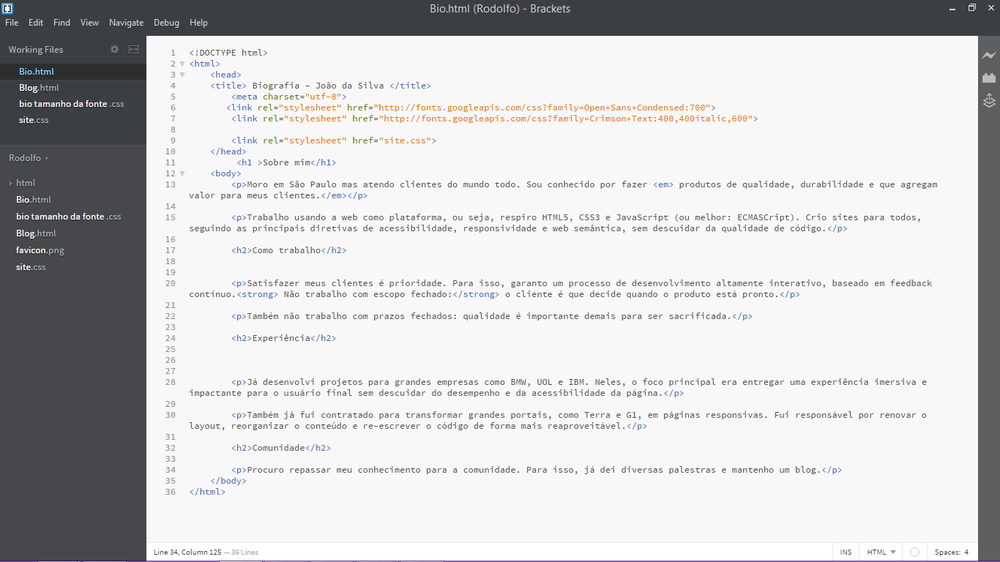 Bio.html (Rodolfo) - Brackets
File Edit Find View Navigate Debug Help
Working Files
Bio.html
Blog.html
bio tamanho da fonte .css
site.css
Rodolfo
html
Bio.html
bio tamanho da fonte .css
Blog.html
favicon.png
site.css
1 <!DOCTYPE html>
2 <html>
3 <head>
4 <title> Biografia – João da Silva </title>
5 <meta charset="utf-8">
6 <link rel="stylesheet" href="http://fonts.googleapis.com/css?family=Open+Sans+Condensed:700">
7 <link rel="stylesheet" href="http://fonts.googleapis.com/css?family=Crimson+Text:400,400italic,600">
8
9 <link rel="stylesheet" href="site.css">
10 </head>
11 <h1 >Sobre mim</h1>
12 <body>
13 <p>Moro em São Paulo mas atendo clientes do mundo todo. Sou conhecido por fazer <em> produtos de qualidade, durabilidade e que agregam
valor para meus clientes.</em></p>
14
15 <p>Trabalho usando a web como plataforma, ou seja, respiro HTML5, CSS3 e JavaScript (ou melhor: ECMASCript). Crio sites para todos,
seguindo as principais diretivas de acessibilidade, responsividade e web semântica, sem descuidar da qualidade de código.</p>
16
17 <h2>Como trabalho</h2>
18
19
20 <p>Satisfazer meus clientes é prioridade. Para isso, garanto um processo de desenvolvimento altamente interativo, baseado em feedback
contínuo.<strong> Não trabalho com escopo fechado:</strong> o cliente é que decide quando o produto está pronto.</p>
21
22 <p>Também não trabalho com prazos fechados: qualidade é importante demais para ser sacrificada.</p>
23
24 <h2>Experiência</h2>
25
26
27
28 <p>Já desenvolvi projetos para grandes empresas como BMW, UOL e IBM. Neles, o foco principal era entregar uma experiência imersiva e
impactante para o usuário final sem descuidar do desempenho e da acessibilidade da página.</p>
29
30 <p>Também já fui contratado para transformar grandes portais, como Terra e G1, em páginas responsivas. Fui responsável por renovar o
layout, reorganizar o conteúdo e re-escrever o código de forma mais reaproveitável.</p>
31
32 <h2>Comunidade</h2>
33
34 <p>Procuro repassar meu conhecimento para a comunidade. Para isso, já dei diversas palestras e mantenho um blog.</p>
35 </body>
36 </html>
Line 34, Column 125 — 36 Lines INS HTML Spaces: 4